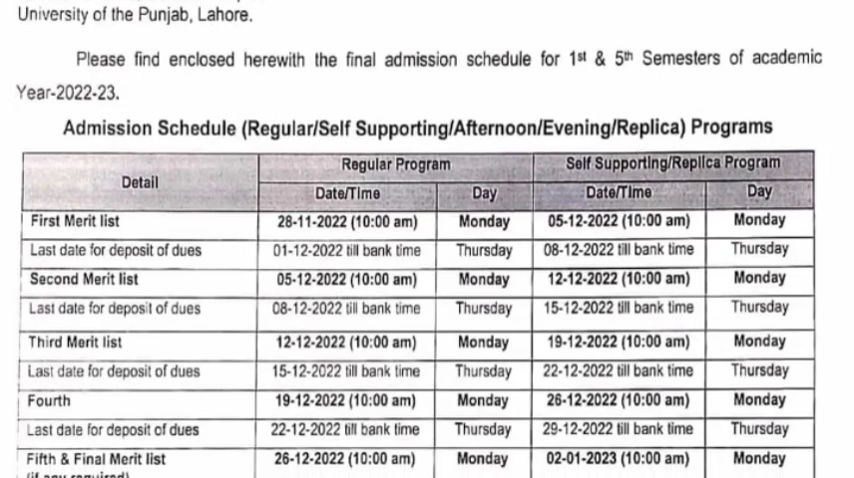 University of the Punjab, Lahore.
Please find enclosed herewith the final admission schedule for 1st & 5th Semesters of academic
Year-2022-23.
Admission Schedule (Regular/Self Supporting/Afternoon/Evening/Replica) Programs
Detail Regular Program Self Supporting/Replica Program
Date/Time Day Date/Time Day
First Merit list 28-11-2022 (10:00 am) Monday 05-12-2022 (10:00 am) Monday
Last date for deposit of dues 01-12-2022 till bank time Thursday 08-12-2022 till bank time Thursday
Second Merit list 05-12-2022 (10:00 am) Monday 12-12-2022 (10:00 am) Monday
Last date for deposit of dues 08-12-2022 till bank time Thursday 15-12-2022 till bank time Thursday
Third Merit list 12-12-2022 (10:00 am) Monday 19-12-2022 (10:00 am) Monday
Last date for deposit of dues 15-12-2022 till bank time Thursday 22-12-2022 till bank time Thursday
Fourth 19-12-2022 (10:00 am) Monday 26-12-2022 (10:00 am) Monday
Last date for deposit of dues 22-12-2022 till bank time Thursday 29-12-2022 till bank time Thursday
Fifth & Final Merit list 26-12-2022 (10:00 am) Monday 02-01-2023 (10:00 am) Monday
(if any required)